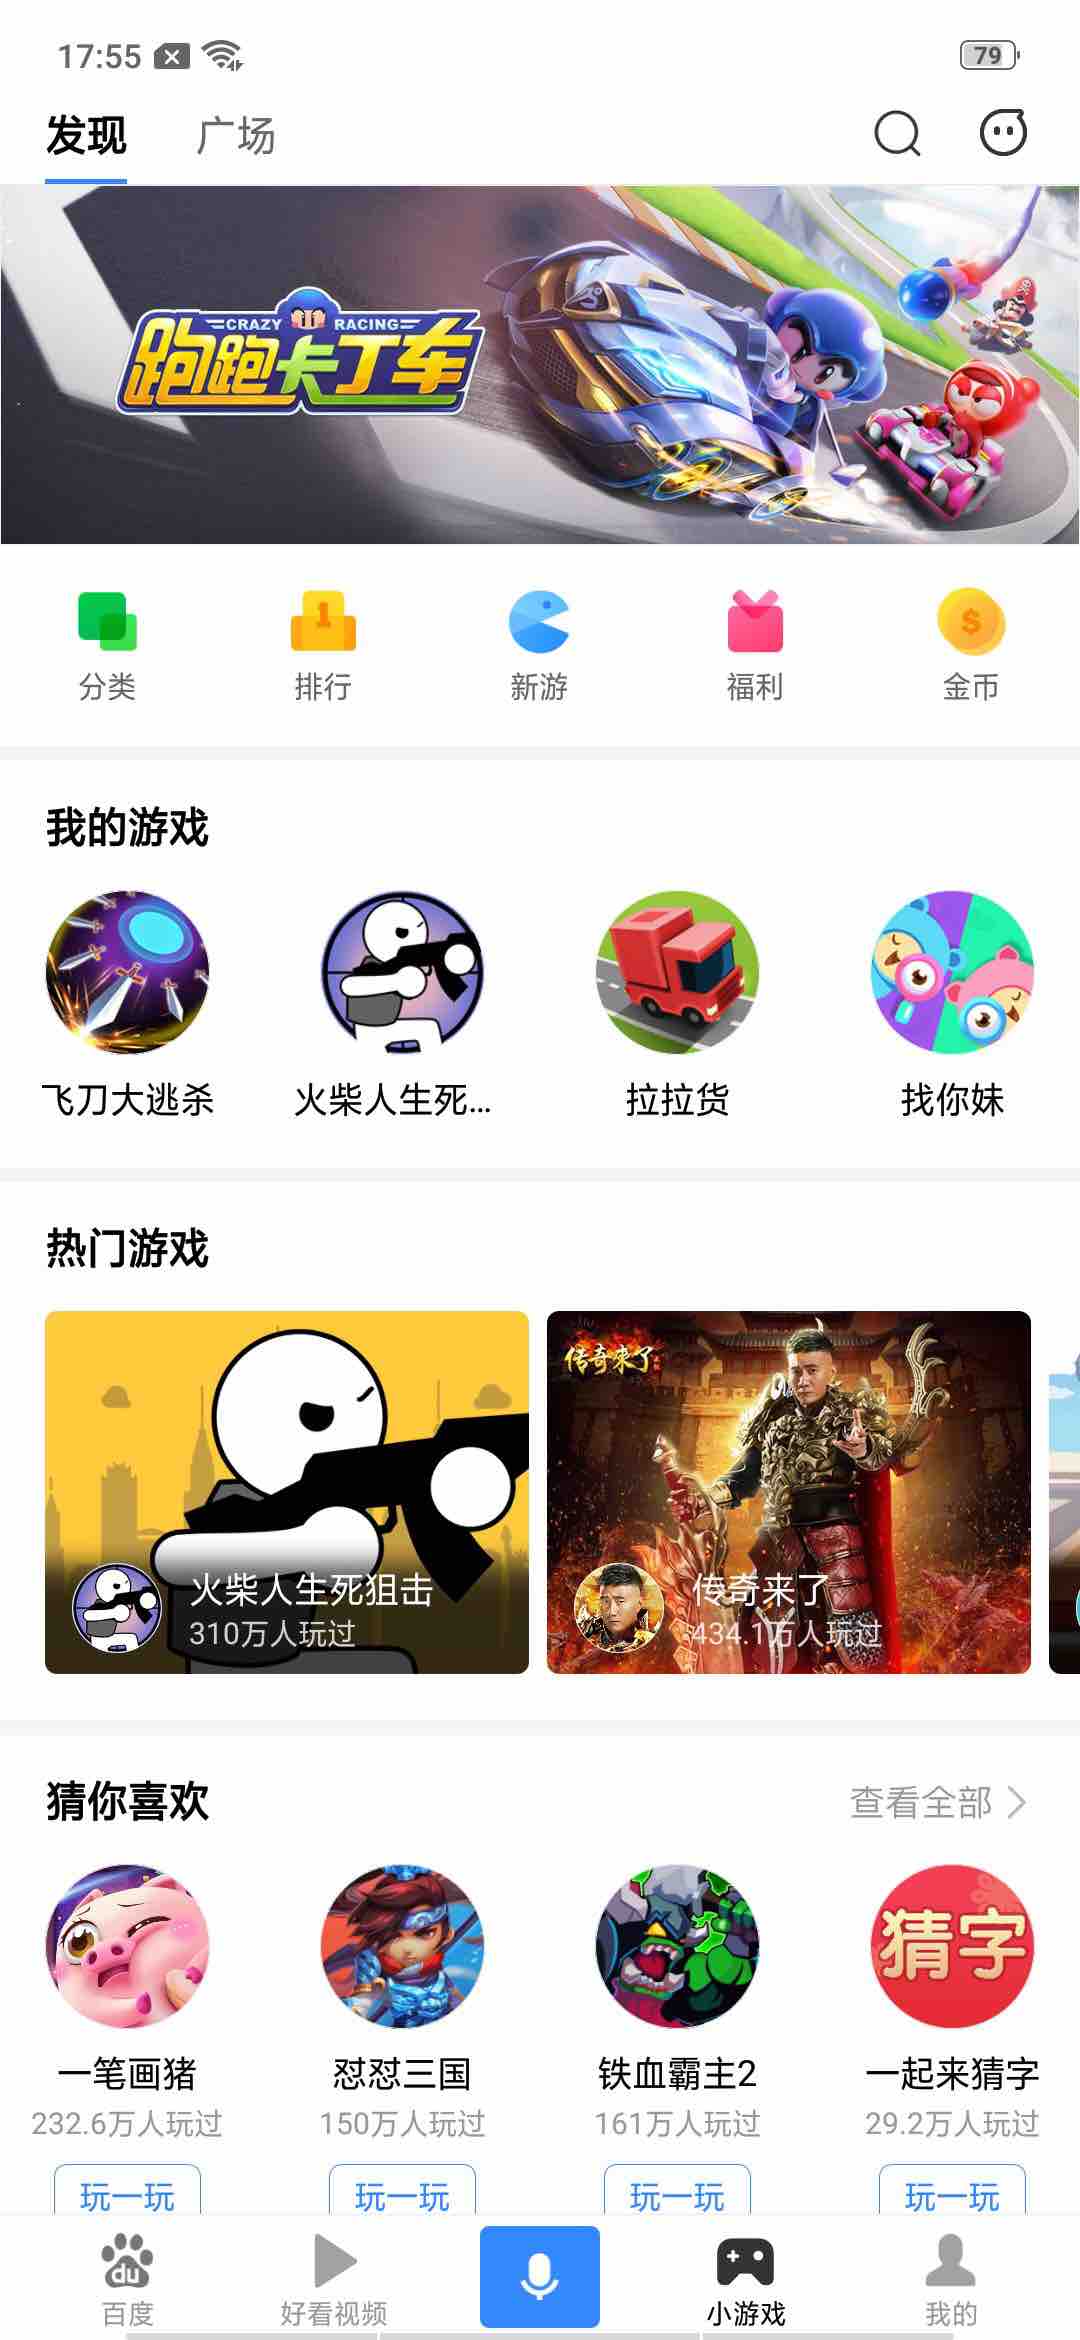 17:55
79
发现
广场
CRAZY RACING
跑跑卡丁车
分类
排行
新游
福利
金币
我的游戏
飞刀大逃杀
火柴人生死...
拉拉货
找你妹
热门游戏
传奇来了
火柴人生死狙击
310万人玩过
传奇来了
434.1万人玩过
猜你喜欢
查看全部
猜字
一笔画猪
怼怼三国
铁血霸主2
一起来猜字
232.6万人玩过
150万人玩过
161万人玩过
29.2万人玩过
玩一玩
玩一玩
玩一玩
玩一玩
du
百度
好看视频
小游戏
我的